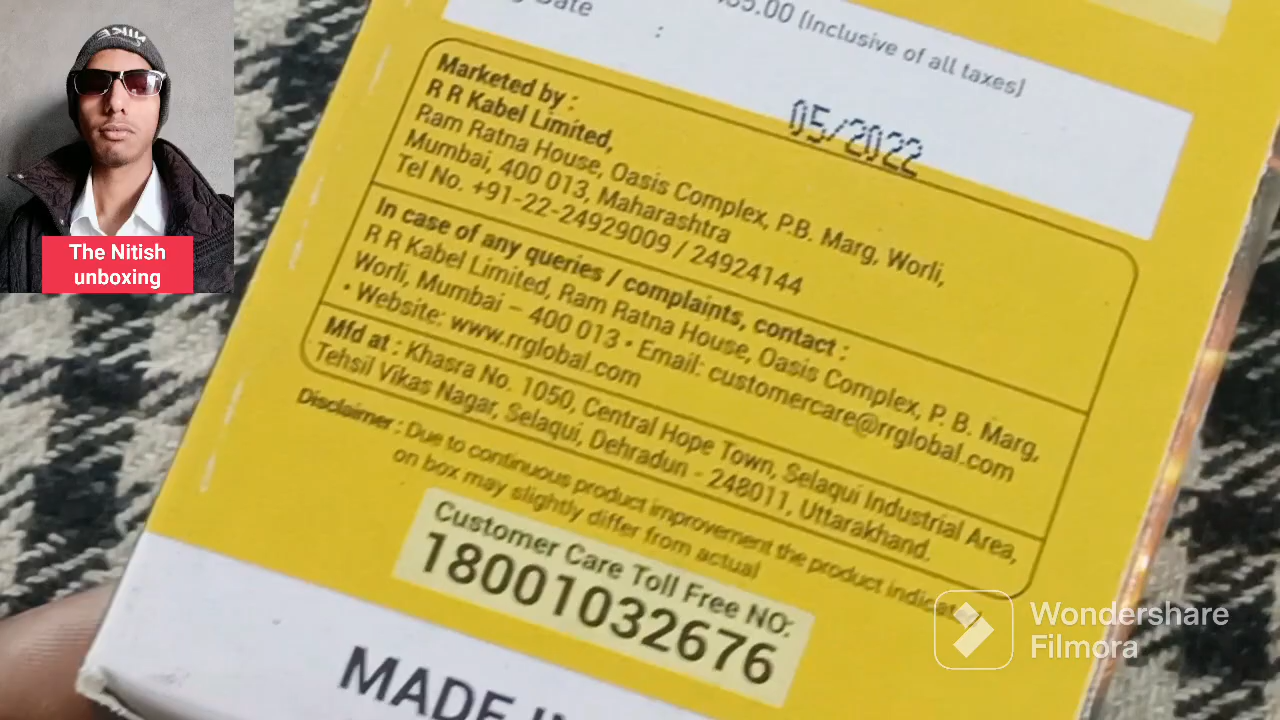 NIKE
The Nitish
unboxing
Date :
.00 (Inclusive of all taxes)
05/2022
Marketed by :
R R Kabel Limited,
Ram Ratna House, Oasis Complex, P.B. Marg, Worli,
Mumbai, 400 013, Maharashtra
Tel No. +91-22-24929009 / 24924144
In case of any queries / complaints, contact :
R R Kabel Limited, Ram Ratna House, Oasis Complex, P. B. Marg,
Worli, Mumbai – 400 013 • Email: customercare@rrglobal.com
• Website: www.rrglobal.com
Mfd at : Khasra No. 1050, Central Hope Town, Selaqui Industrial Area,
Tehsil Vikas Nagar, Selaqui, Dehradun - 248011, Uttarakhand.
Disclaimer : Due to continuous product improvement the product indicated
on box may slightly differ from actual
Customer Care Toll Free NO:
18001032676
MADE IN
Wondershare
Filmora